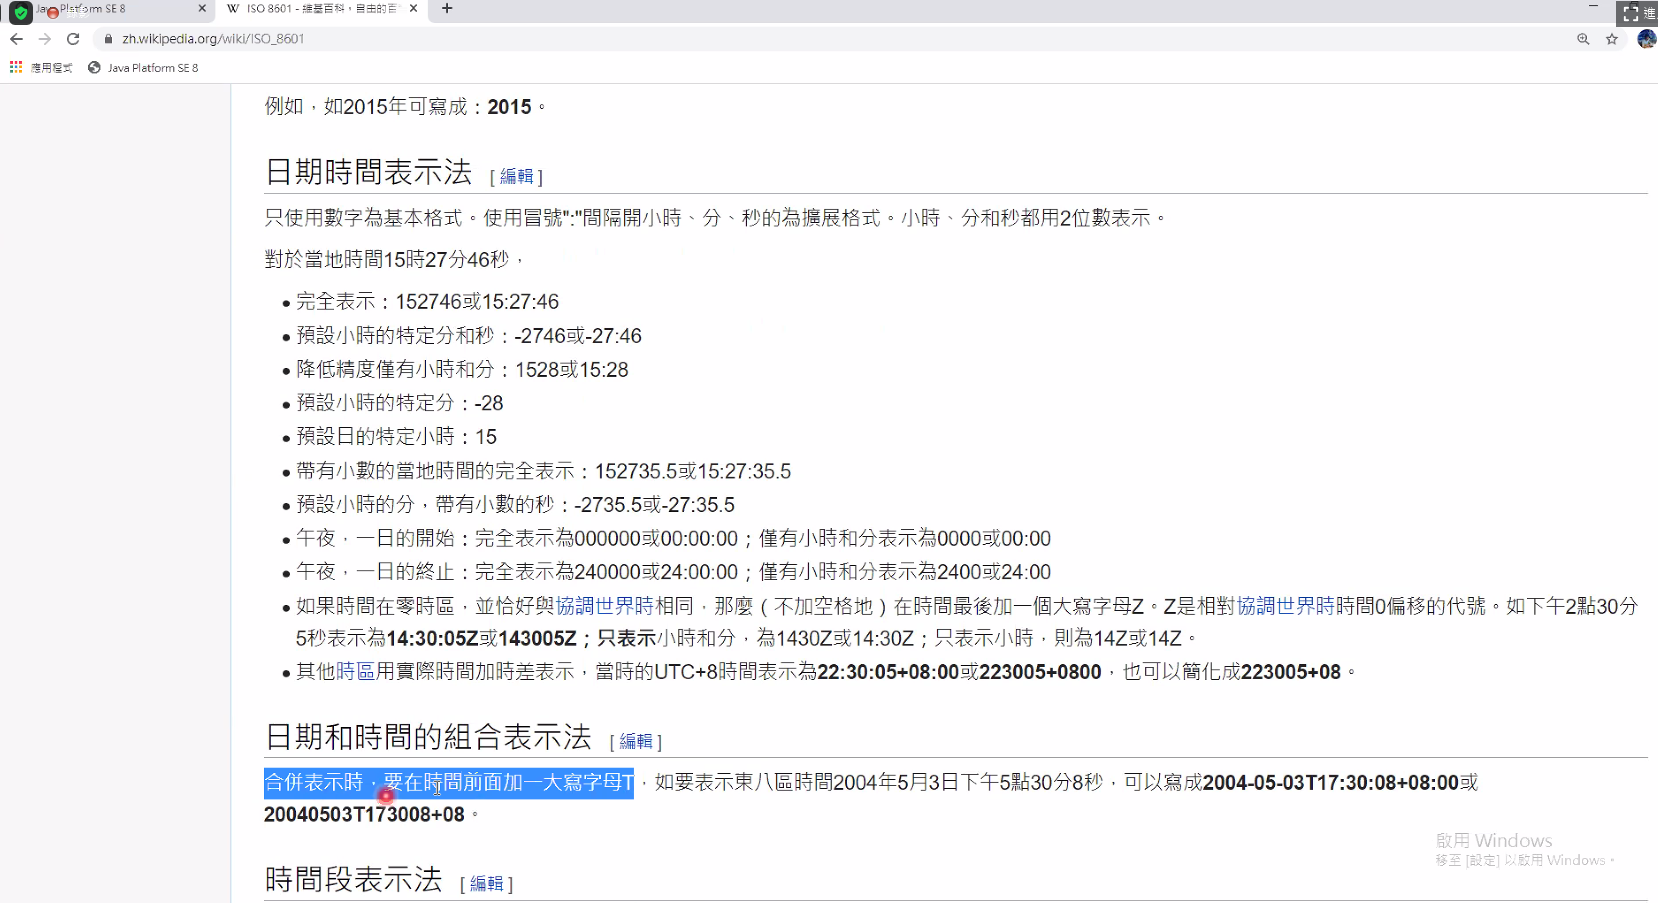 Java Platform SE 8
W ISO 8601 - 維基百科，自由的百
zh.wikipedia.org/wiki/ISO_8601
進
應用程式
Java Platform SE 8
例如，如2015年可寫成：2015。
日期時間表示法 [編輯]
只使用數字為基本格式。使用冒號":"間隔開小時、分、秒的為擴展格式。小時、分和秒都用2位數表示。
對於當地時間15時27分46秒，
● 完全表示：152746或15:27:46
● 預設小時的特定分和秒：-2746或-27:46
● 降低精度僅有小時和分：1528或15:28
● 預設小時的特定分：-28
● 預設日的特定小時：15
● 帶有小數的當地時間的完全表示：152735.5或15:27:35.5
● 預設小時的分，帶有小數的秒：-2735.5或-27:35.5
● 午夜，一日的開始：完全表示為000000或00:00:00；僅有小時和分表示為0000或00:00
● 午夜，一日的終止：完全表示為240000或24:00:00；僅有小時和分表示為2400或24:00
● 如果時間在零時區，並恰好與協調世界時相同，那麼（不加空格地）在時間最後加一個大寫字母Z。Z是相對協調世界時時間0偏移的代號。如下午2點30分
5秒表示為14:30:05Z或143005Z；只表示小時和分，為1430Z或14:30Z；只表示小時，則為14Z或14Z。
● 其他時區用實際時間加時差表示，當時的UTC+8時間表示為22:30:05+08:00或223005+0800，也可以簡化成223005+08。
日期和時間的組合表示法 [編輯]
合併表示時，要在時間前面加一大寫字母T，如要表示東八區時間2004年5月3日下午5點30分8秒，可以寫成2004-05-03T17:30:08+08:00或
20040503T173008+08。
啟用 Windows
移至 [設定] 以啟用 Windows。
時間段表示法 [編輯]